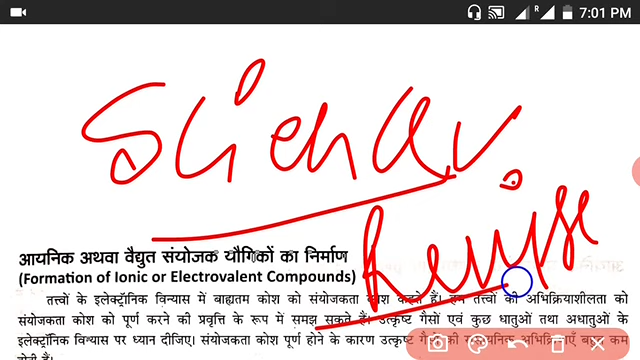 R 7:01 PM
Science
Revise
आयनिक अथवा वैद्युत संयोजक यौगिकों का निर्माण
(Formation of Ionic or Electrovalent Compounds)
तत्त्वों के इलेक्ट्रॉनिक विन्यास में बाह्यतम कोश को संयोजकता कोश कहते हैं। हम तत्त्वों की अभिक्रियाशीलता को
संयोजकता कोश को पूर्ण करने की प्रवृत्ति के रूप में समझ सकते हैं। उत्कृष्ट गैसों एवं कुछ धातुओं तथा अधातुओं के
इलेक्ट्रॉनिक विन्यास पर ध्यान दीजिए। संयोजकता कोश पूर्ण होने के कारण उत्कृष्ट गैसों की रासायनिक अभिक्रियाएँ बहुत कम